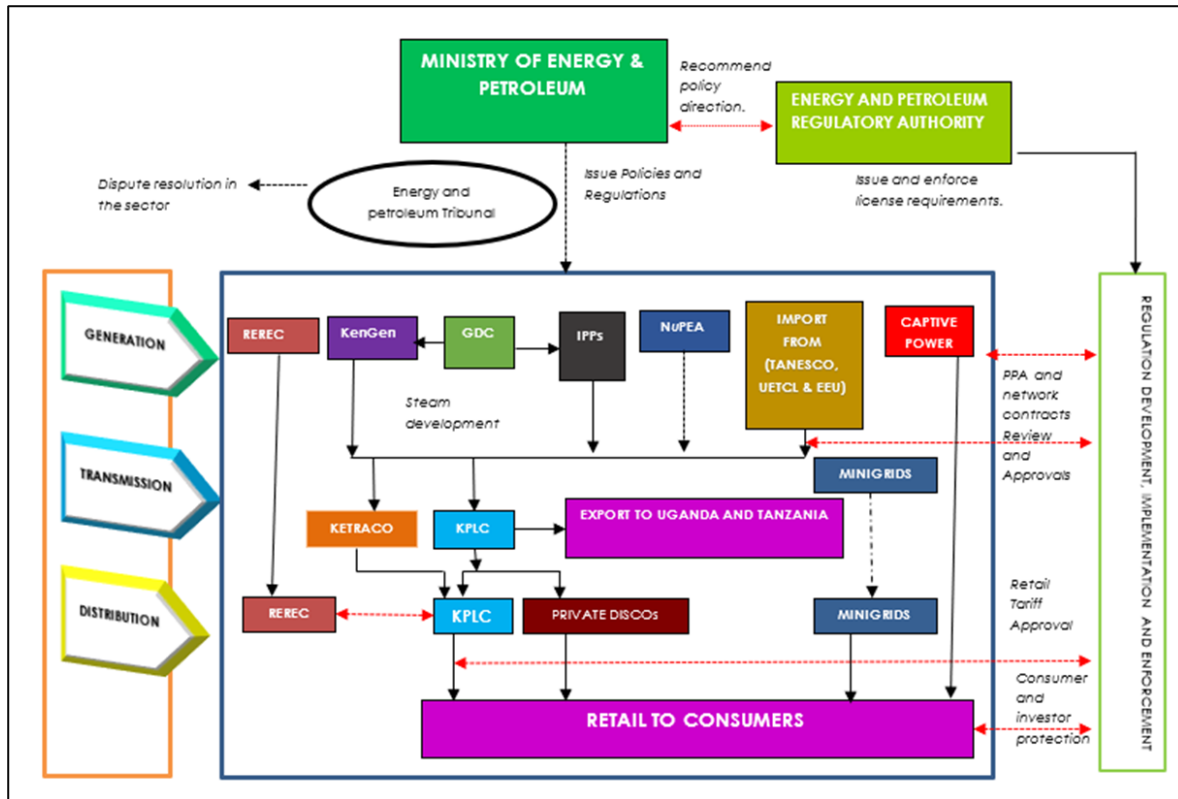 MINISTRY OF ENERGY &
PETROLEUM
Recommend
policy
direction.
ENERGY AND PETROLEUM
REGULATORY AUTHORITY
Dispute resolution in
the sector
Energy and
petroleum Tribunal
Issue Policies and
Regulations
Issue and enforce
license requirements.
GENERATION
REREC
KenGen
GDC
IPPs
NuPEA
IMPORT
FROM
(TANESCO,
UETCL & EEU)
CAPTIVE
POWER
Steam
development
PPA and
network
contracts
Review
and
Approvals
TRANSMISSION
MINIGRIDS
KETRACO
KPLC
EXPORT TO UGANDA AND TANZANIA
DISTRIBUTION
REREC
KPLC
PRIVATE DISCOs
MINIGRIDS
Retail
Tariff
Approval
RETAIL TO CONSUMERS
Consumer
and
investor
protection
REGULATION DEVELOPMENT, IMPLEMENTATION AND ENFORCEMENT